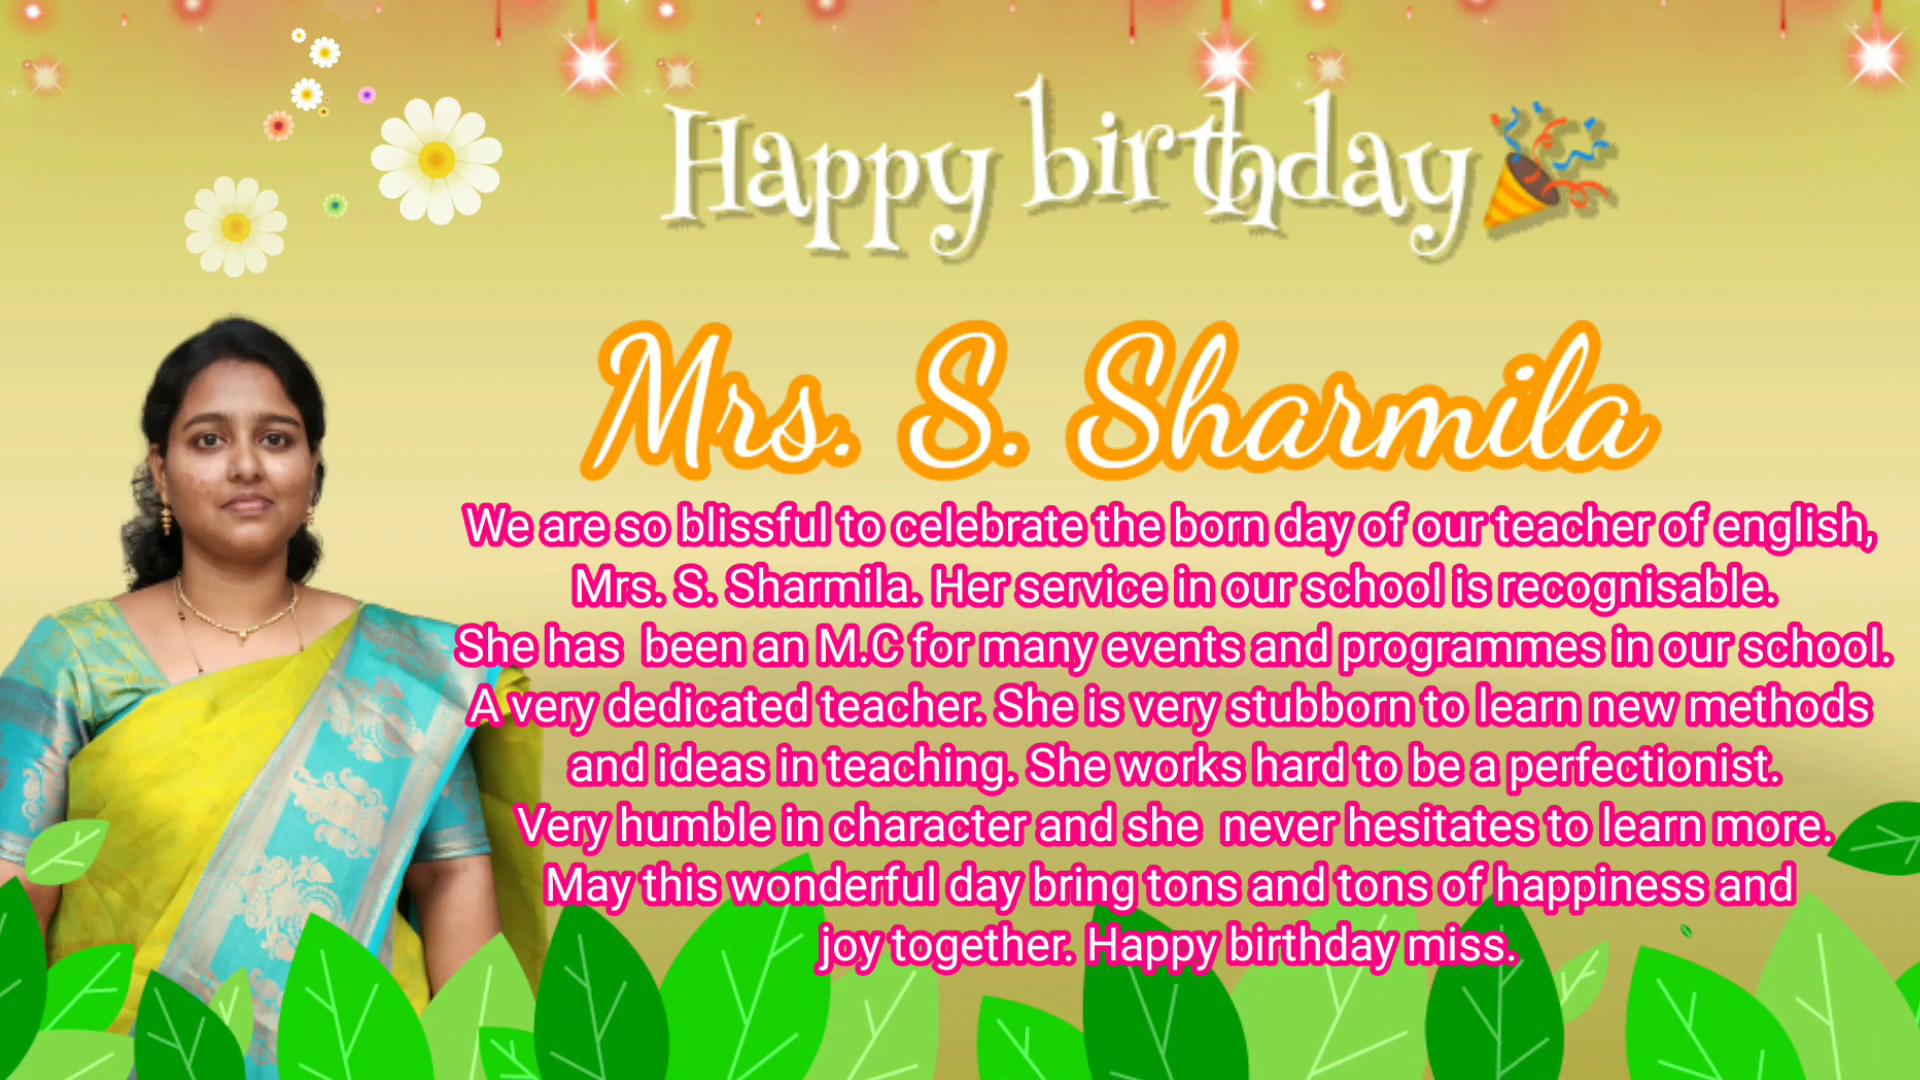 Happy birthday🎉
Mrs. S. Sharmila
We are so blissful to celebrate the born day of our teacher of english,
Mrs. S. Sharmila. Her service in our school is recognisable.
She has  been an M.C for many events and programmes in our school.
A very dedicated teacher. She is very stubborn to learn new methods
and ideas in teaching. She works hard to be a perfectionist.
Very humble in character and she  never hesitates to learn more.
May this wonderful day bring tons and tons of happiness and
joy together. Happy birthday miss.